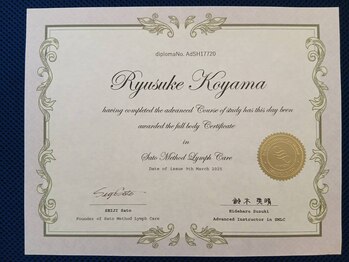 diplomaNo. AdSH17720
Ryusuke Koyama
having completed the advanced Course of study has this day been
awarded the full body Certificate
in
Sato Method Lymph Care
Date of issue 9th March 2025
Seiji Sato
SEIJI Sato
Founder of Sato Method Lymph Care
鈴木 英晴
Hideharu Suzuki
Advanced Instructor in SMLC